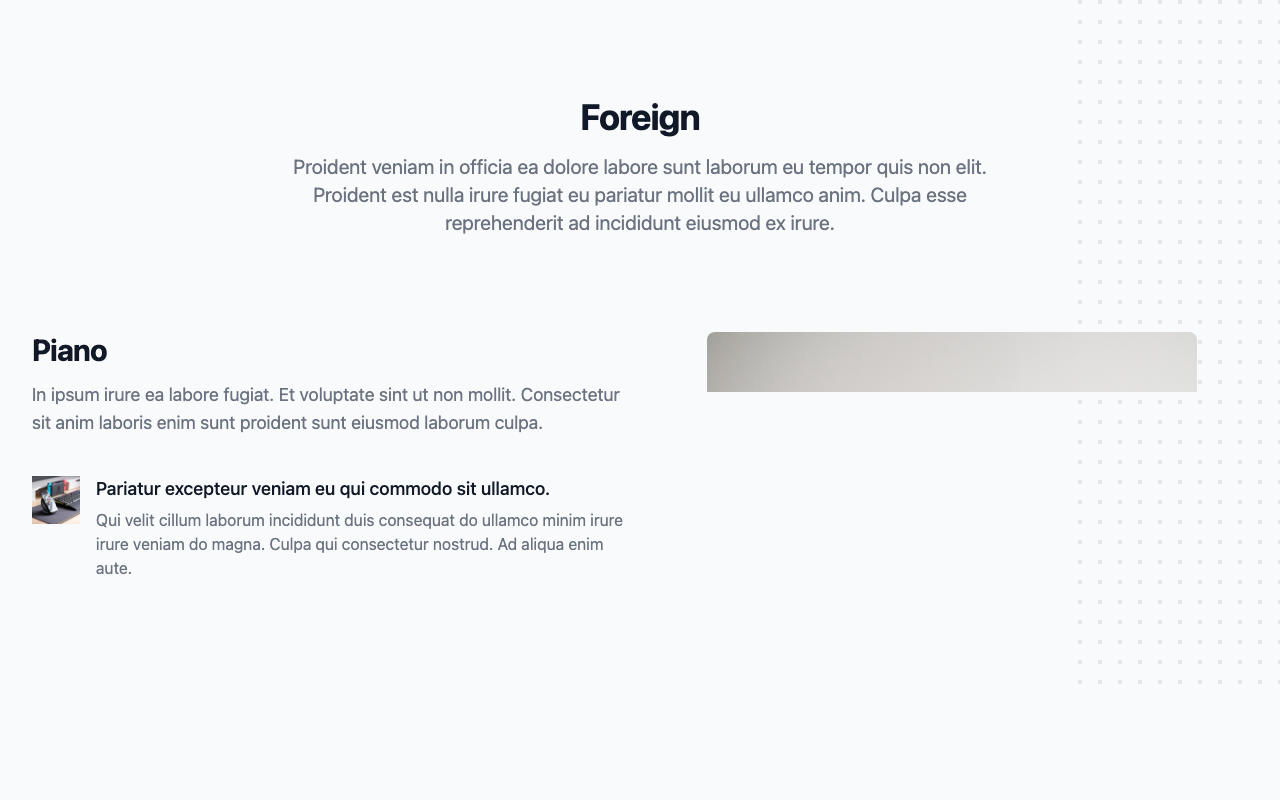 Foreign
Proident veniam in officia ea dolore labore sunt laborum eu tempor quis non elit.
Proident est nulla irure fugiat eu pariatur mollit eu ullamco anim. Culpa esse
reprehenderit ad incididunt eiusmod ex irure.
Piano
In ipsum irure ea labore fugiat. Et voluptate sint ut non mollit. Consectetur
sit anim laboris enim sunt proident sunt eiusmod laborum culpa.
Pariatur excepteur veniam eu qui commodo sit ullamco.
Qui velit cillum laborum incididunt duis consequat do ullamco minim irure
irure veniam do magna. Culpa qui consectetur nostrud. Ad aliqua enim
aute.